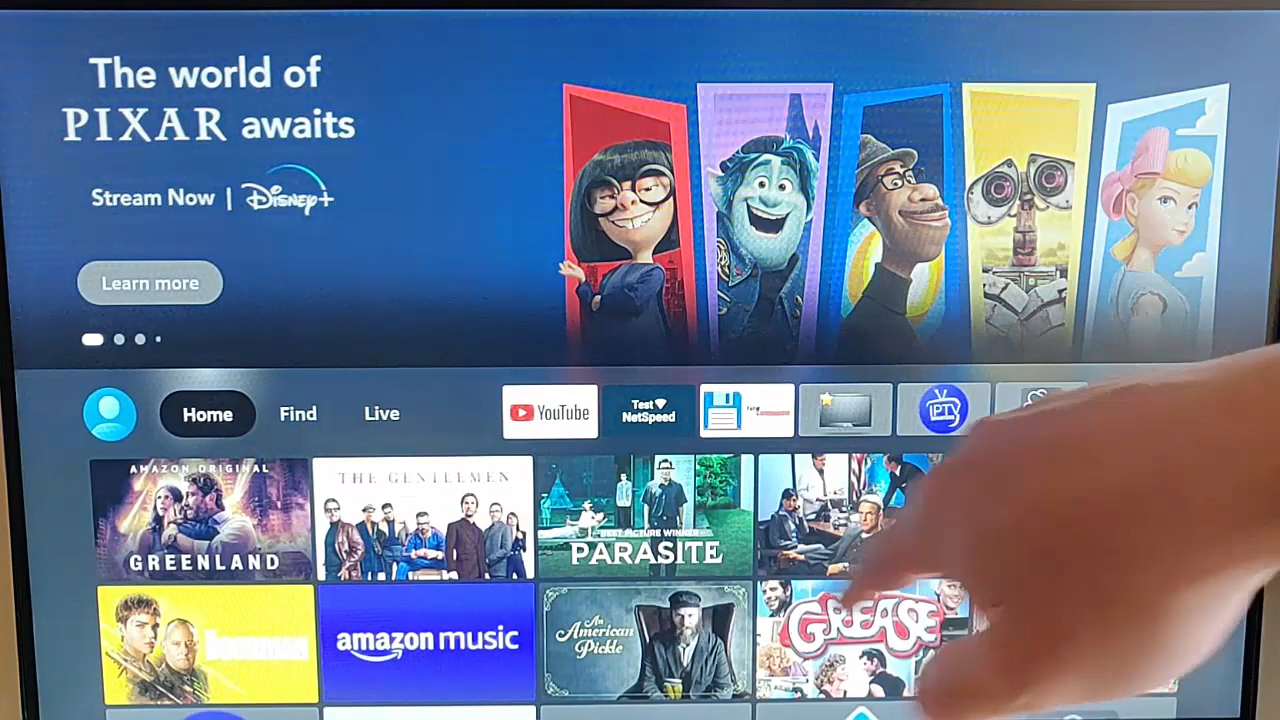 The world of
PIXAR awaits
Stream Now | Disney+
Learn more
Home
Find
Live
YouTube
Test
NetSpeed
IPTV
AMAZON ORIGINAL
GREENLAND
THE GENTLEMEN
BEST PICTURE WINNER
PARASITE
amazon music
An
American
Pickle
GREASE